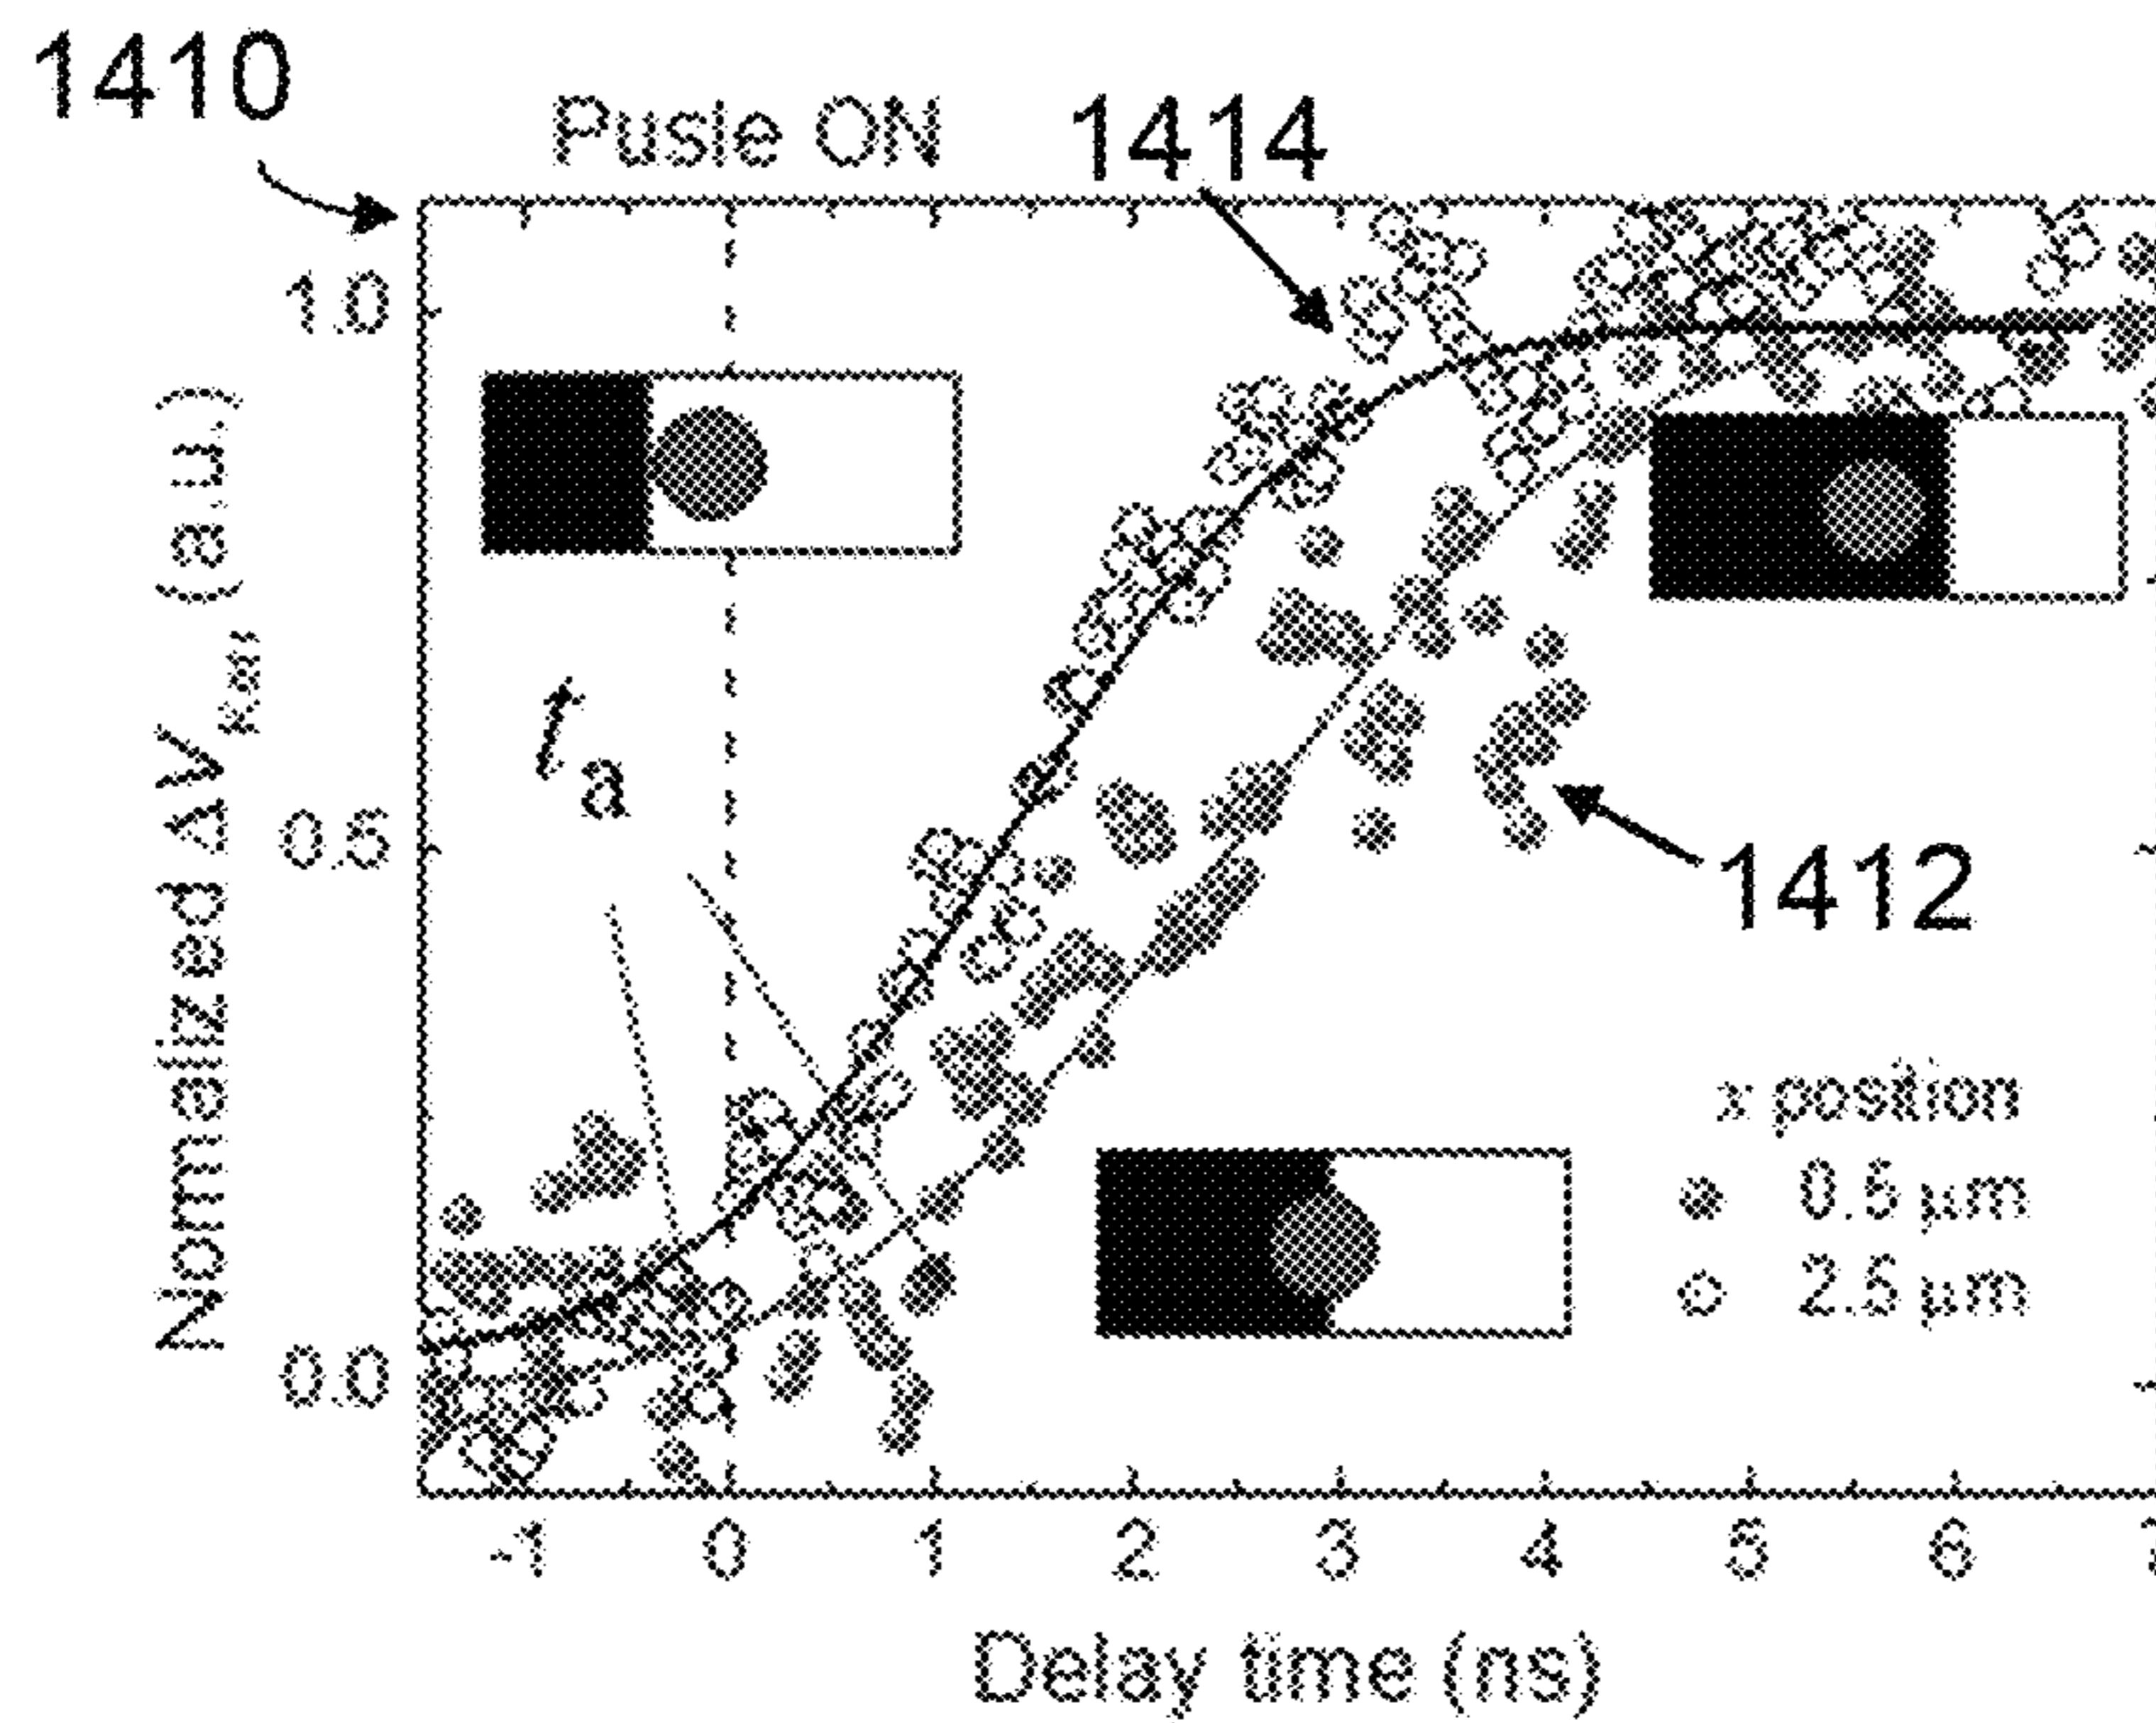 1410
Pusle ON 1414
1.0
0.5
0.0
Normalized ΔV
(a.u.)
tₐ
1412
x position
0.5 μm
2.5 μm
-1 0 1 2 3 4 5 6
Delay time (ns)